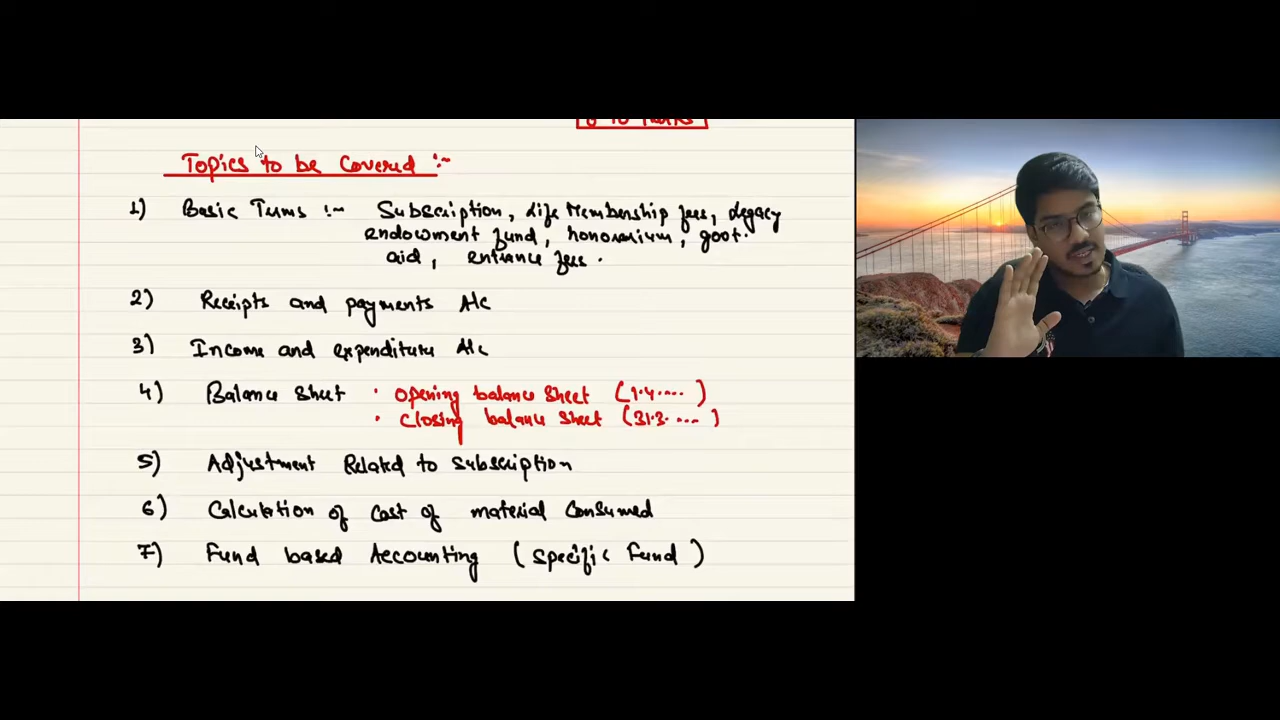 Topics to be Covered :-
1) Basic Terms :- Subscription, Life Membership fees, legacy
endowment fund, honorarium, govt.
aid, entrance fees.
2) Receipts and payments A/c
3) Income and expenditure A/c
4) Balance Sheet • opening balance sheet (1.4.....)
• closing balance sheet (31.3....)
5) Adjustment Related to subscription
6) Calculation of cost of material consumed
7) Fund based Accounting (specific fund)